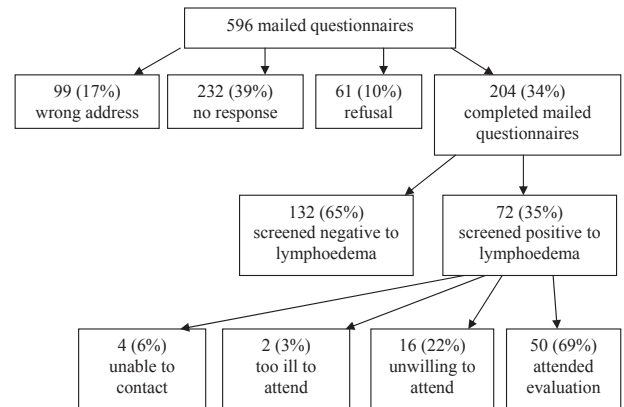 596 mailed questionnaires
99 (17%)
wrong address
232 (39%)
no response
61 (10%)
refusal
204 (34%)
completed mailed
questionnaires
132 (65%)
screened negative to
lymphoedema
72 (35%)
screened positive to
lymphoedema
4 (6%)
unable to
contact
2 (3%)
too ill to
attend
16 (22%)
unwilling to
attend
50 (69%)
attended
evaluation